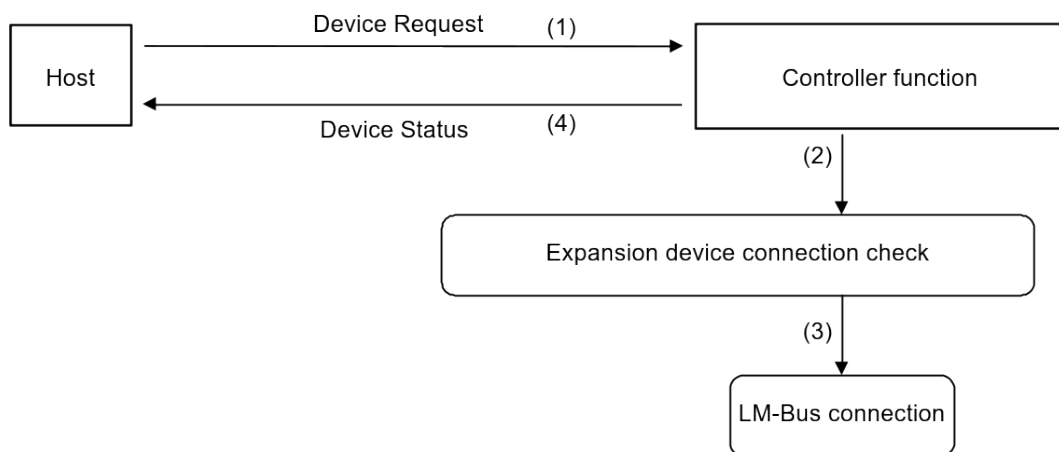 Device Request (1)
Host
Controller function
Device Status (4)
(2)
Expansion device connection check
(3)
LM-Bus connection